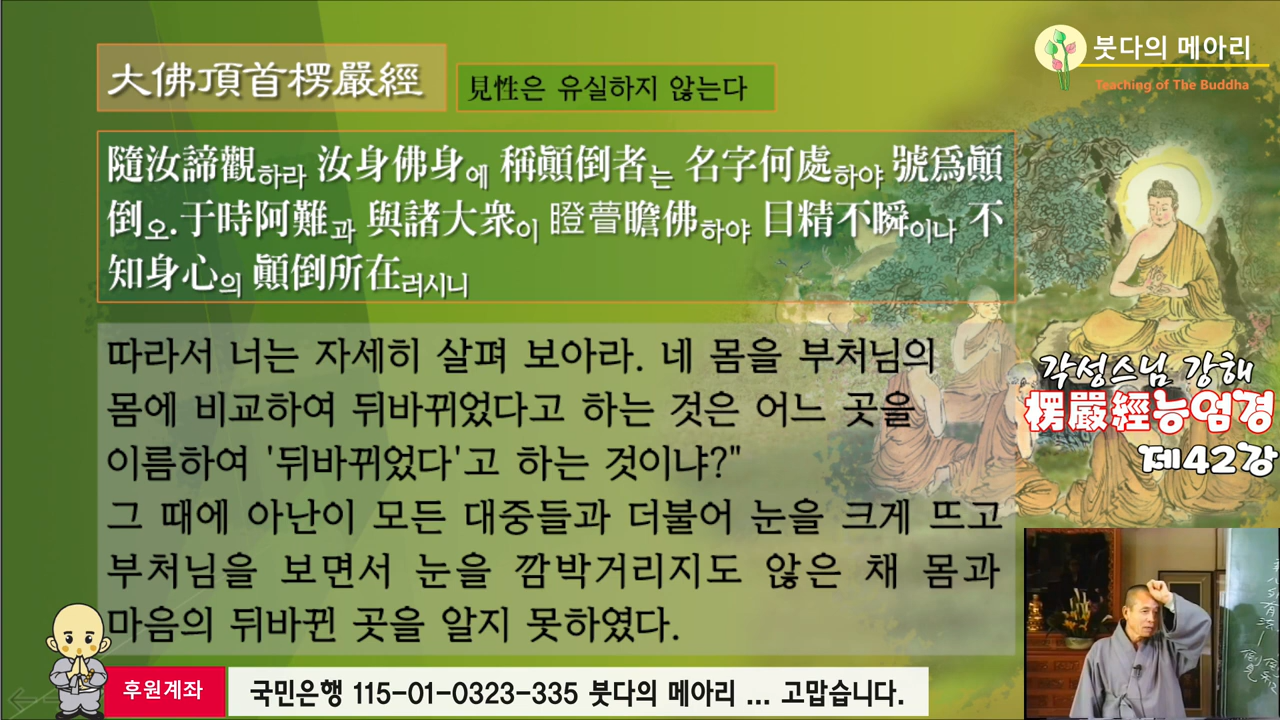 大佛頂首楞嚴經
見性은 유실하지 않는다
붓다의 메아리
Teaching of The Buddha
隨汝諦觀하라 汝身佛身에 稱顚倒者는 名字何處하야 號爲顚
倒오.于時阿難과 與諸大衆이 瞪瞢瞻佛하야 目精不瞬이나 不
知身心의 顚倒所在러시니
따라서 너는 자세히 살펴 보아라. 네 몸을 부처님의
몸에 비교하여 뒤바뀌었다고 하는 것은 어느 곳을
이름하여 '뒤바뀌었다'고 하는 것이냐?"
그 때에 아난이 모든 대중들과 더불어 눈을 크게 뜨고
부처님을 보면서 눈을 깜박거리지도 않은 채 몸과
마음의 뒤바뀐 곳을 알지 못하였다.
각성스님 강해
楞嚴經능엄경
제42강
후원계좌
국민은행 115-01-0323-335 붓다의 메아리 ... 고맙습니다.